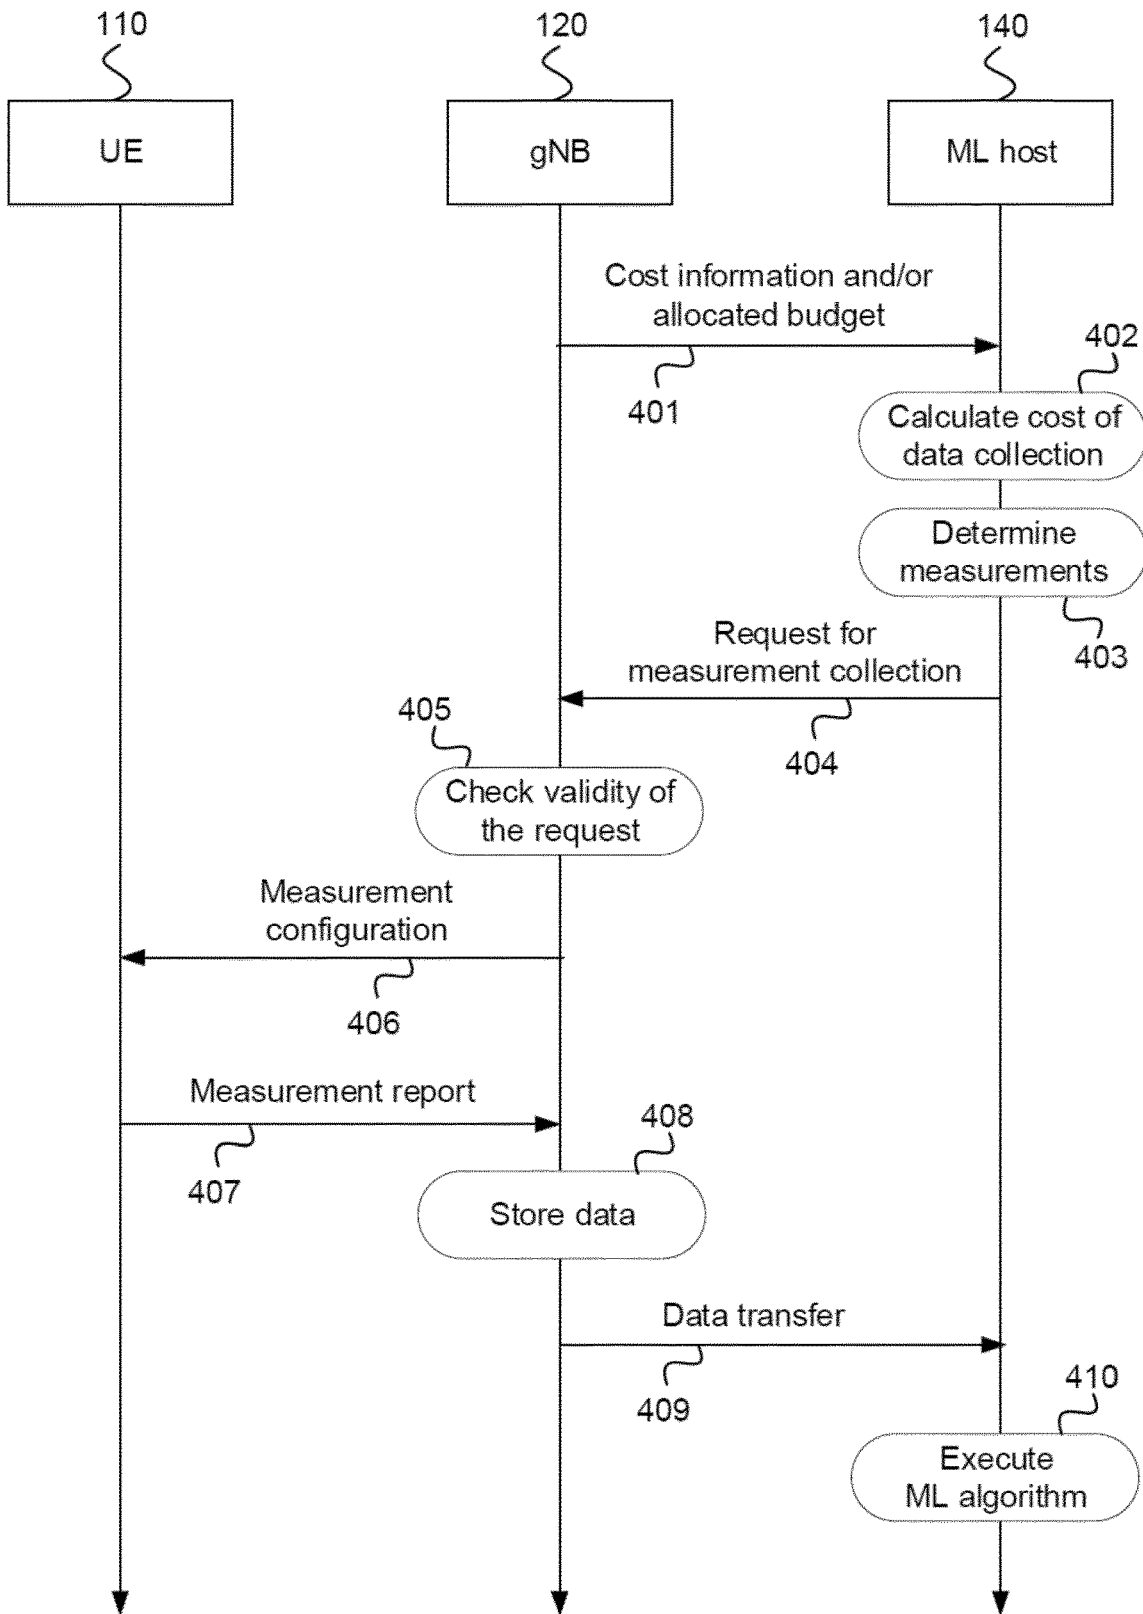 110
120
140
UE
gNB
ML host
Cost information and/or
allocated budget
401
402
Calculate cost of
data collection
Determine
measurements
403
Request for
measurement collection
404
405
Check validity of
the request
Measurement
configuration
406
Measurement report
407
408
Store data
Data transfer
409
410
Execute
ML algorithm